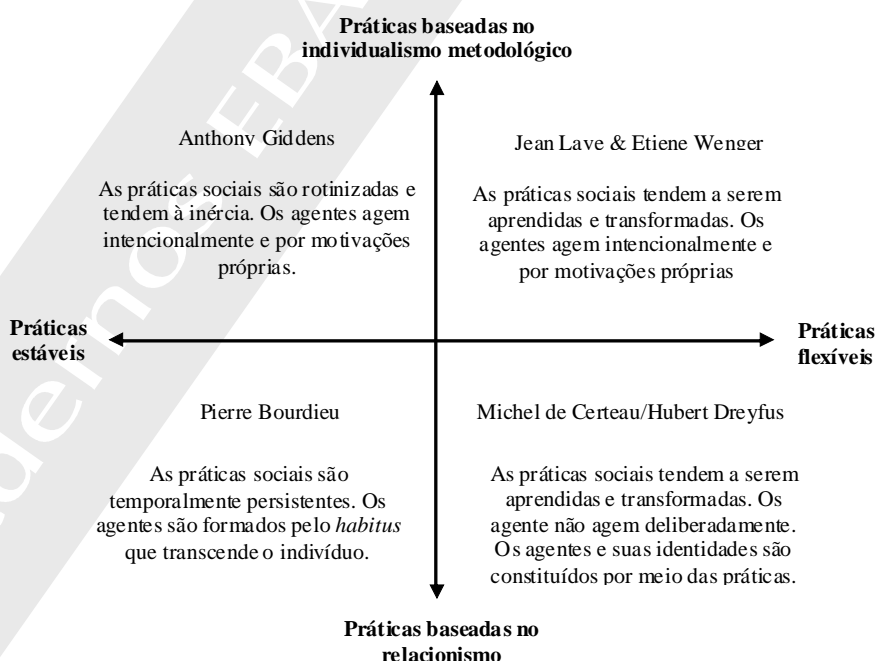 Práticas baseadas no
individualismo metodológico
Anthony Giddens
As práticas sociais são rotinizadas e
tendem à inércia. Os agentes agem
intencionalmente e por motivações
próprias.
Jean Lave & Etiene Wenger
As práticas sociais tendem a serem
aprendidas e transformadas. Os
agentes agem intencionalmente e
por motivações próprias
Práticas
estáveis
Práticas
flexíveis
Pierre Bourdieu
As práticas sociais são
temporalmente persistentes. Os
agentes são formados pelo habitus
que transcende o indivíduo.
Michel de Certeau/Hubert Dreyfus
As práticas sociais tendem a serem
aprendidas e transformadas. Os
agente não agem deliberadamente.
Os agentes e suas identidades são
constituídos por meio das práticas.
Práticas baseadas no
relacionismo